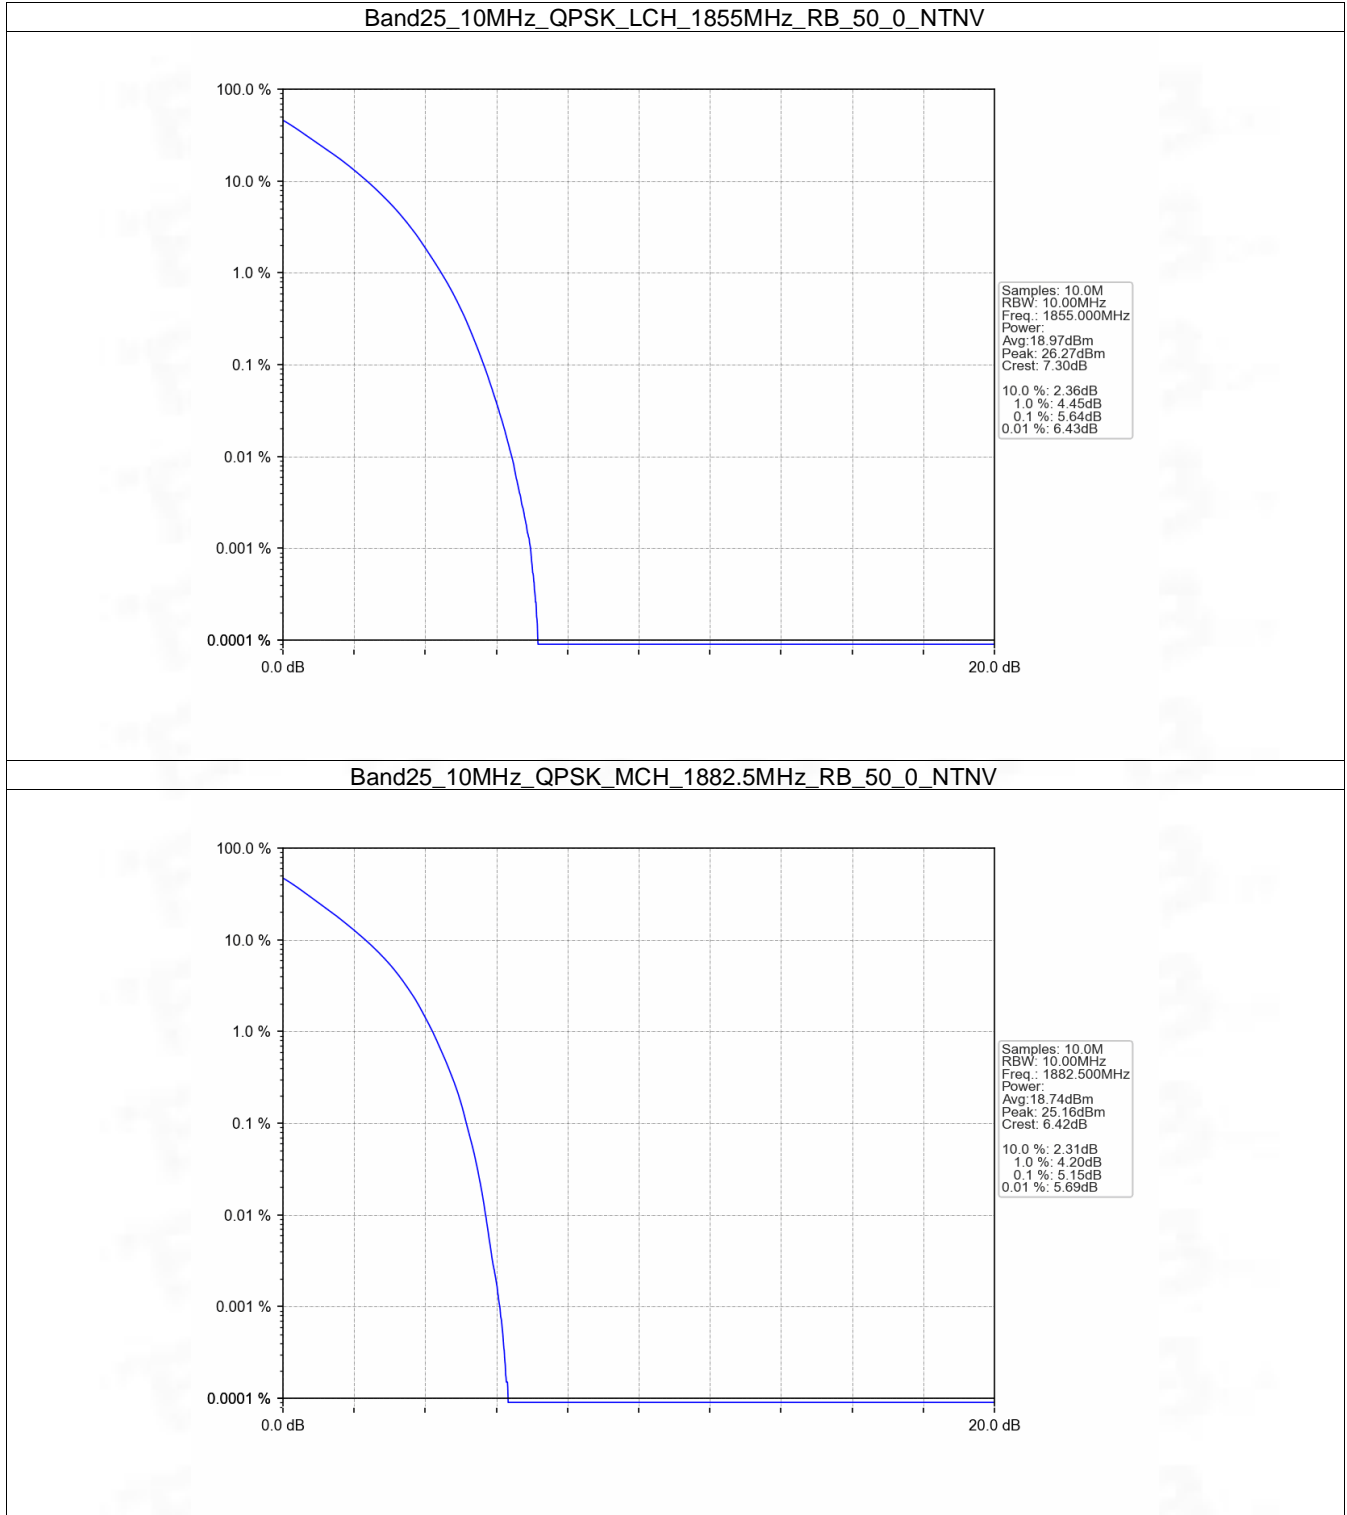 Band25_10MHz_QPSK_LCH_1855MHz_RB_50_0_NTNV
100.0 %
10.0 %
1.0 %
0.1 %
0.01 %
0.001 %
0.0001 %
0.0 dB
20.0 dB
Samples: 10.0M
RBW: 10.00MHz
Freq.: 1855.000MHz
Power:
Avg:18.97dBm
Peak: 26.27dBm
Crest: 7.30dB
10.0 %: 2.36dB
1.0 %: 4.45dB
0.1 %: 5.64dB
0.01 %: 6.43dB
Band25_10MHz_QPSK_MCH_1882.5MHz_RB_50_0_NTNV
100.0 %
10.0 %
1.0 %
0.1 %
0.01 %
0.001 %
0.0001 %
0.0 dB
20.0 dB
Samples: 10.0M
RBW: 10.00MHz
Freq.: 1882.500MHz
Power:
Avg:18.74dBm
Peak: 25.16dBm
Crest: 6.42dB
10.0 %: 2.31dB
1.0 %: 4.20dB
0.1 %: 5.15dB
0.01 %: 5.69dB